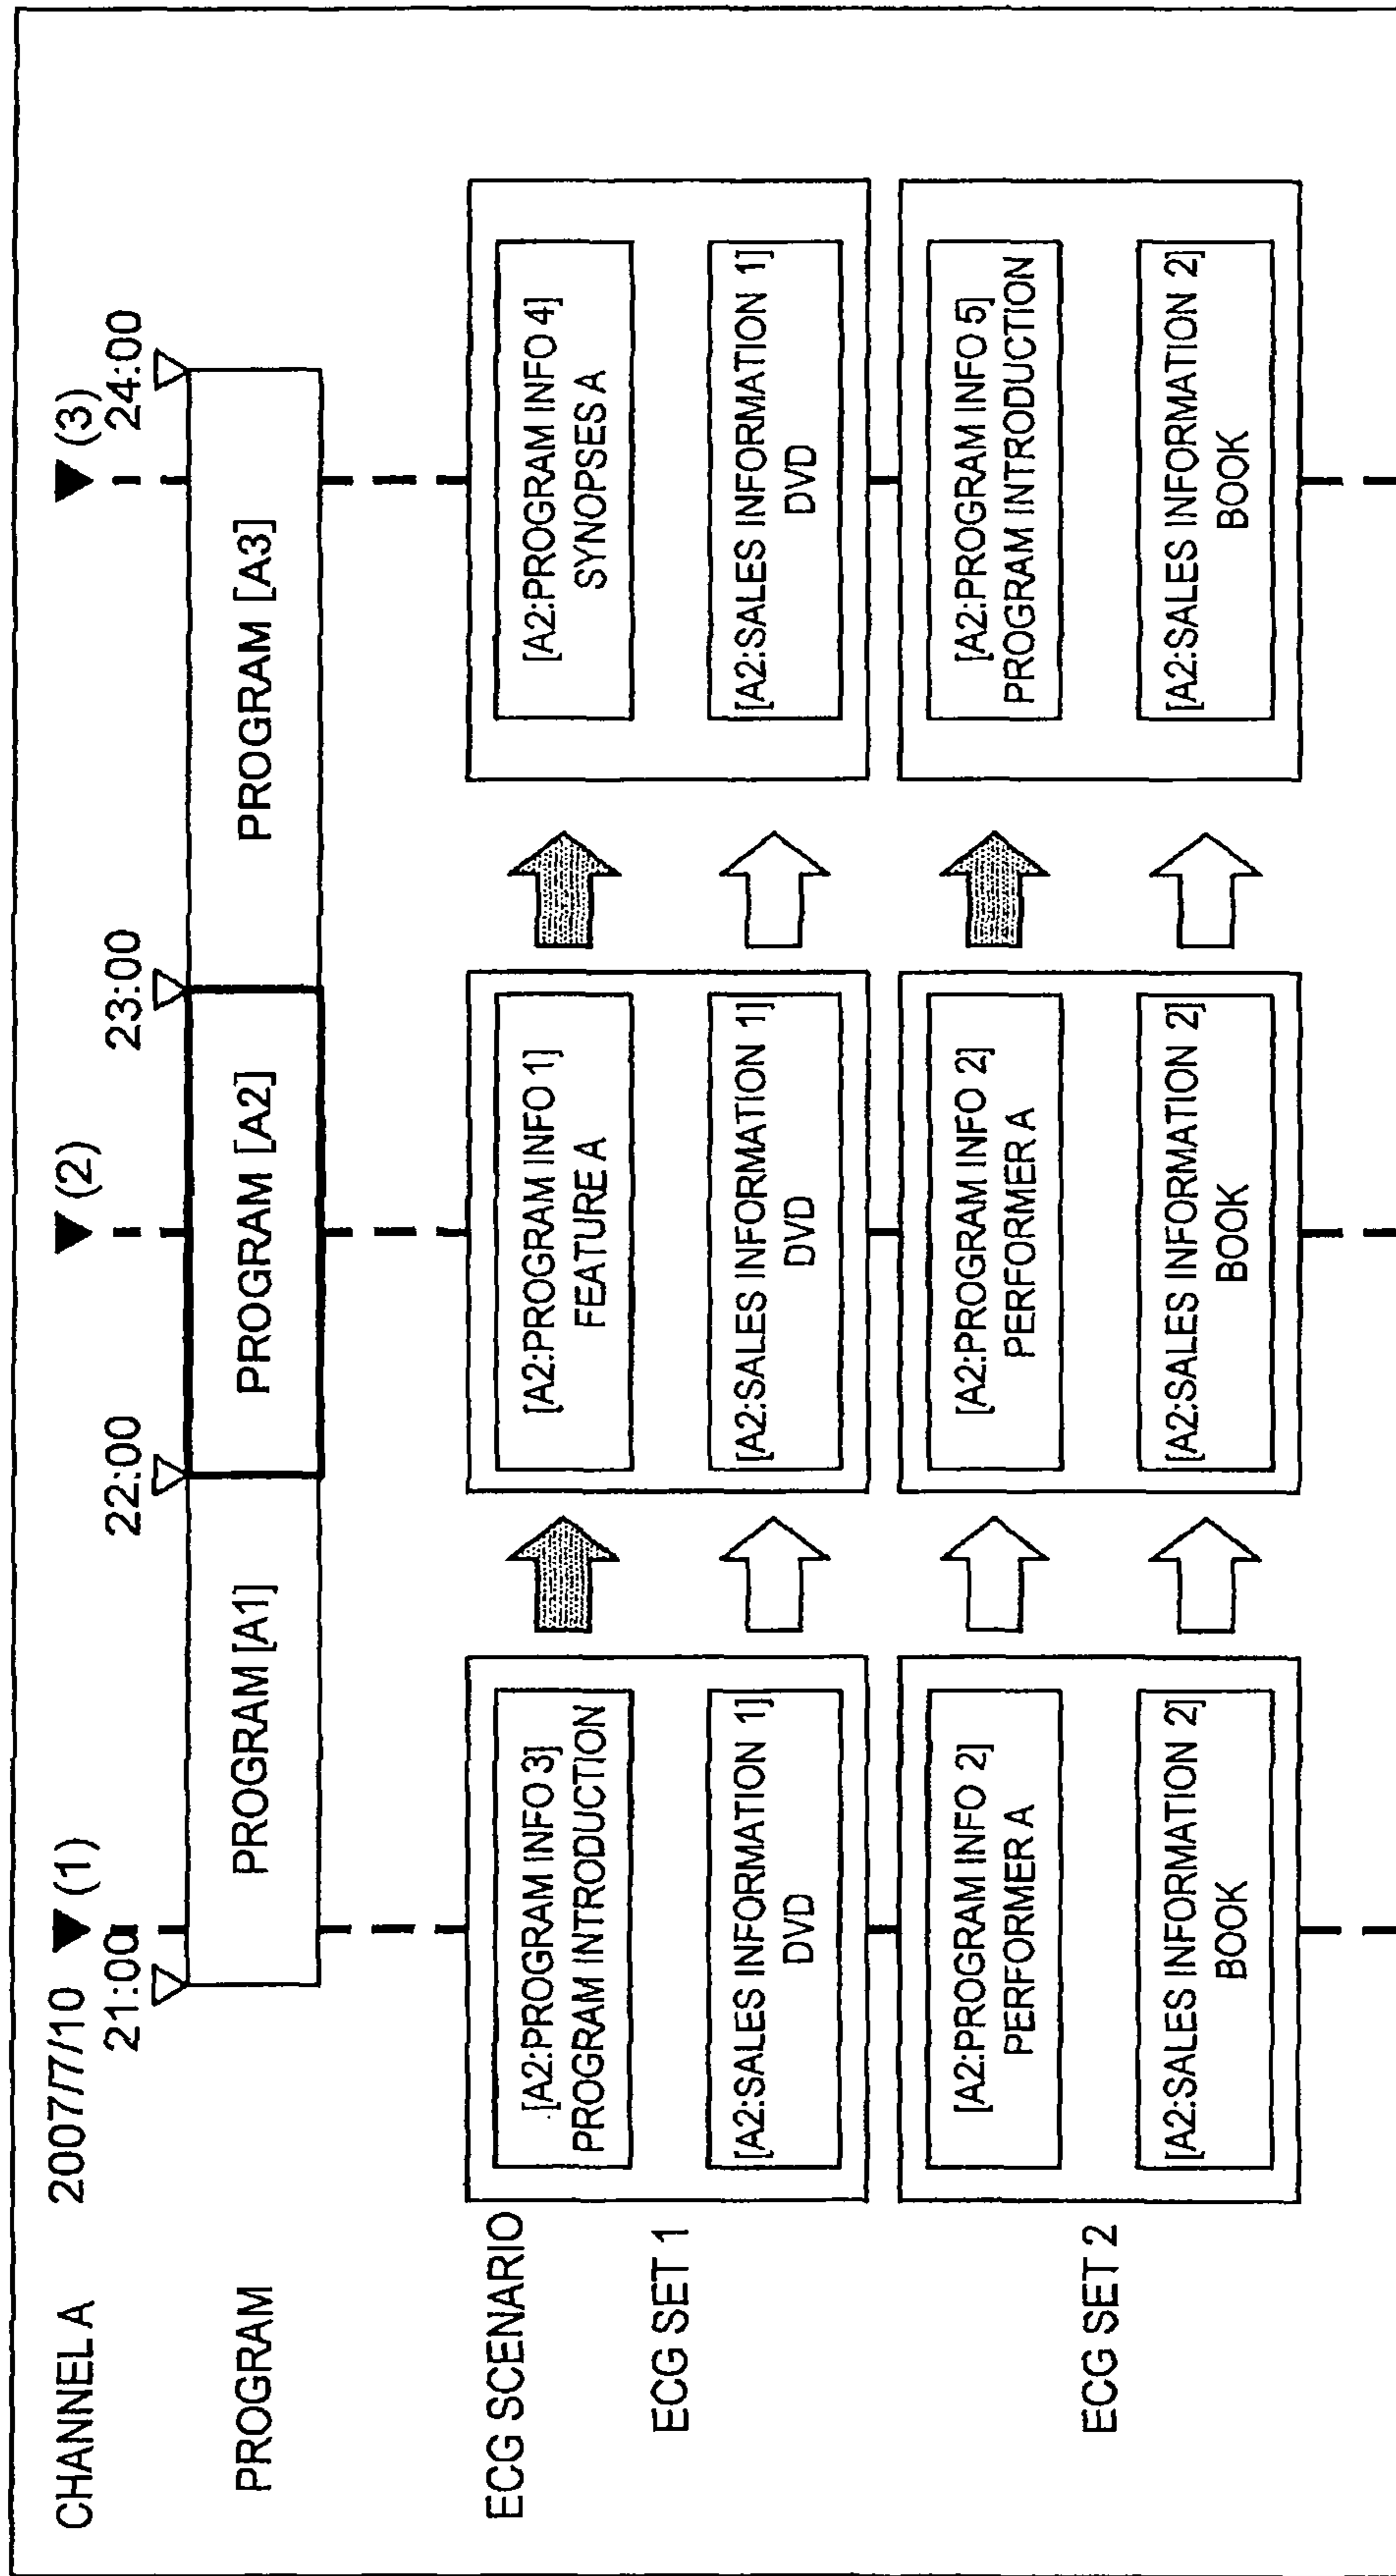 CHANNEL A 2007/7/10 ▼(1) ▼(2) ▼(3)
21:00 22:00 23:00 24:00
PROGRAM PROGRAM [A1] PROGRAM [A2] PROGRAM [A3]
ECG SCENARIO
[A2:PROGRAM INFO 3] [A2:PROGRAM INFO 1] [A2:PROGRAM INFO 4]
PROGRAM INTRODUCTION FEATURE A SYNOPSES A
ECG SET 1
[A2:SALES INFORMATION 1] [A2:SALES INFORMATION 1] [A2:SALES INFORMATION 1]
DVD DVD DVD
[A2:PROGRAM INFO 2] [A2:PROGRAM INFO 2] [A2:PROGRAM INFO 5]
PERFORMER A PERFORMER A PROGRAM INTRODUCTION
ECG SET 2
[A2:SALES INFORMATION 2] [A2:SALES INFORMATION 2] [A2:SALES INFORMATION 2]
BOOK BOOK BOOK